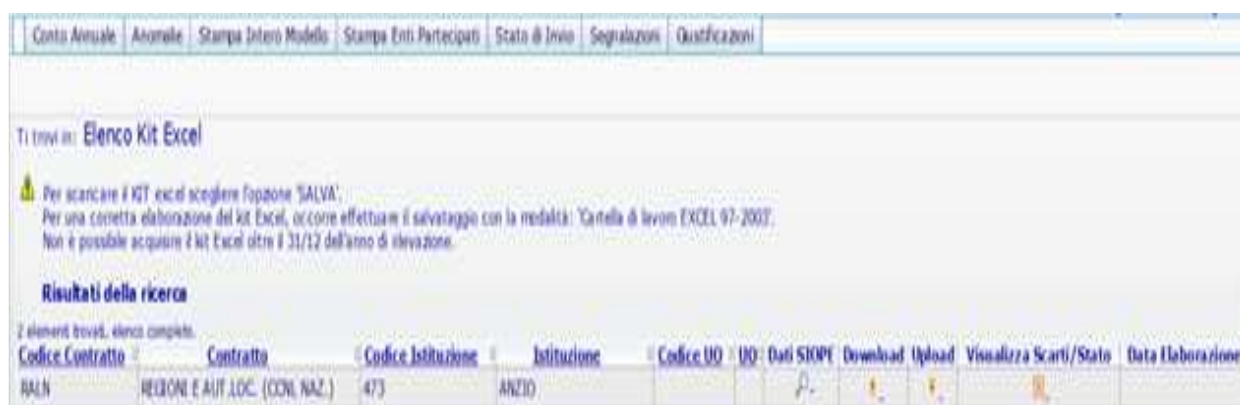 Conto Annuale Anomalie Stampa Intero Modello Stampa Enti Partecipati Stato di Invio Segnalazioni Giustificazioni
Ti trovi in: Elenco Kit Excel
Per scaricare il KIT excel scegliere l'opzione 'SALVA'.
Per una corretta elaborazione del kit Excel, occorre effettuare il salvataggio con la modalità: 'Cartella di lavoro EXCEL 97-2003'.
Non è possibile acquisire il kit Excel oltre il 31/12 dell'anno di rilevazione.
Risultati della ricerca
2 elementi trovati, elenco completo.
Codice Contratto Contratto Codice Istituzione Istituzione Codice UO UO Dati SIOPE Download Upload Visualizza Scarti/Stato Data Elaborazione
RALN REGIONI E AUT.LOC. (CON. NAZ.) 473 ANZIO